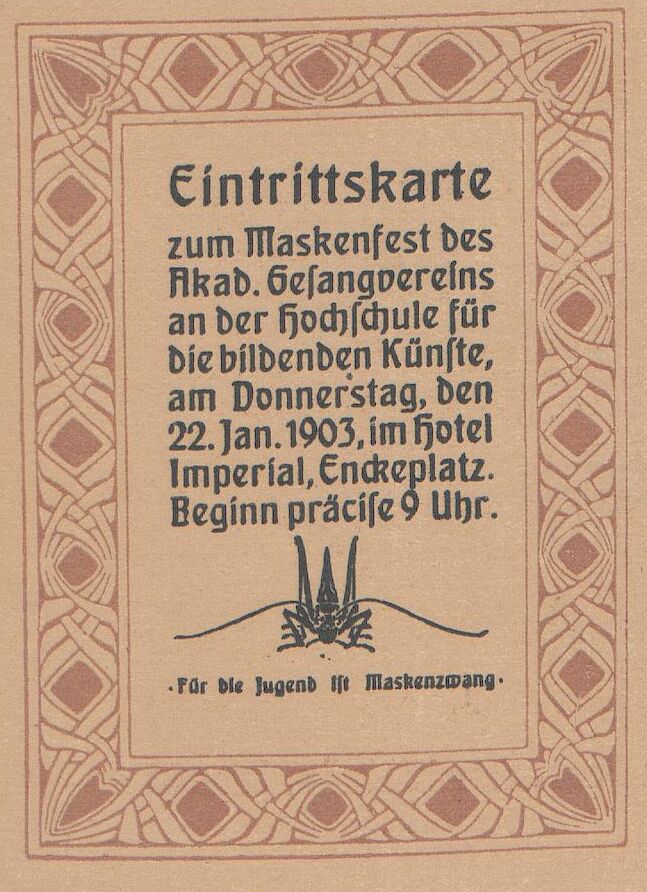 Eintrittskarte
zum Maskenfest des
Akad. Geſangvereins
an der Hochſchule für
die bildenden Künſte,
am Donnerstag, den
22. Jan. 1903, im Hotel
Imperial, Enckeplatz.
Beginn präciſe 9 Uhr.
·Für die Jugend iſt Maskenzwang·